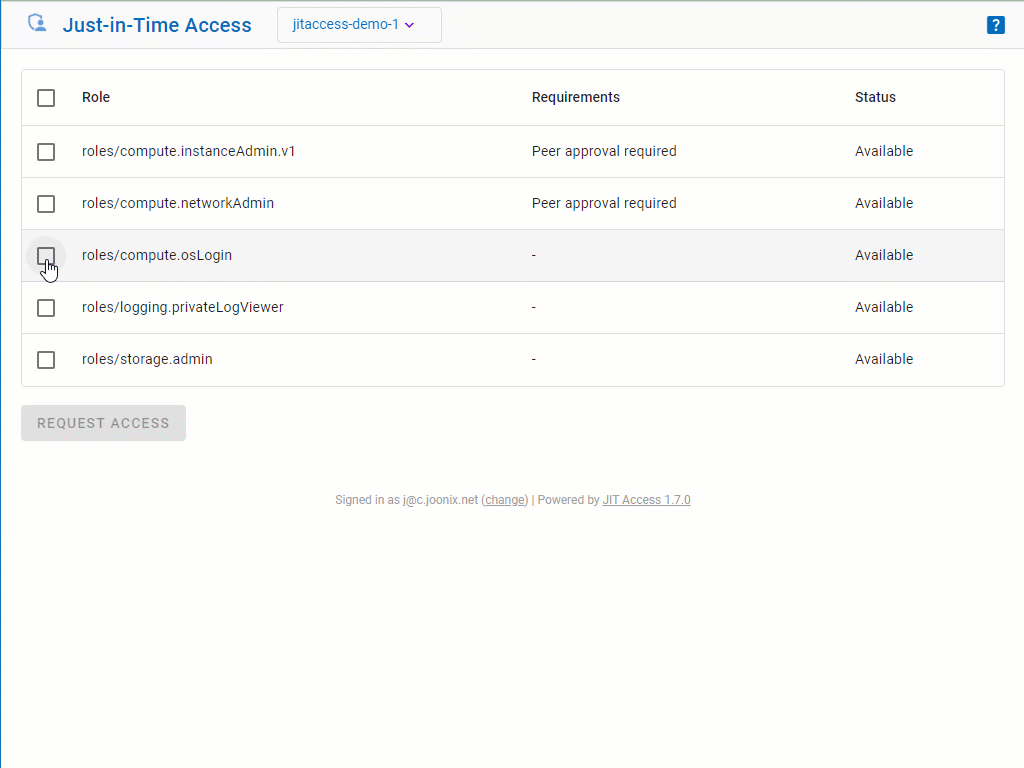 Just-in-Time Access jitaccess-demo-1 ?
Role Requirements Status
roles/compute.instanceAdmin.v1 Peer approval required Available
roles/compute.networkAdmin Peer approval required Available
roles/compute.osLogin - Available
roles/logging.privateLogViewer - Available
roles/storage.admin - Available
REQUEST ACCESS
Signed in as j@c.joonix.net (change) | Powered by JIT Access 1.7.0